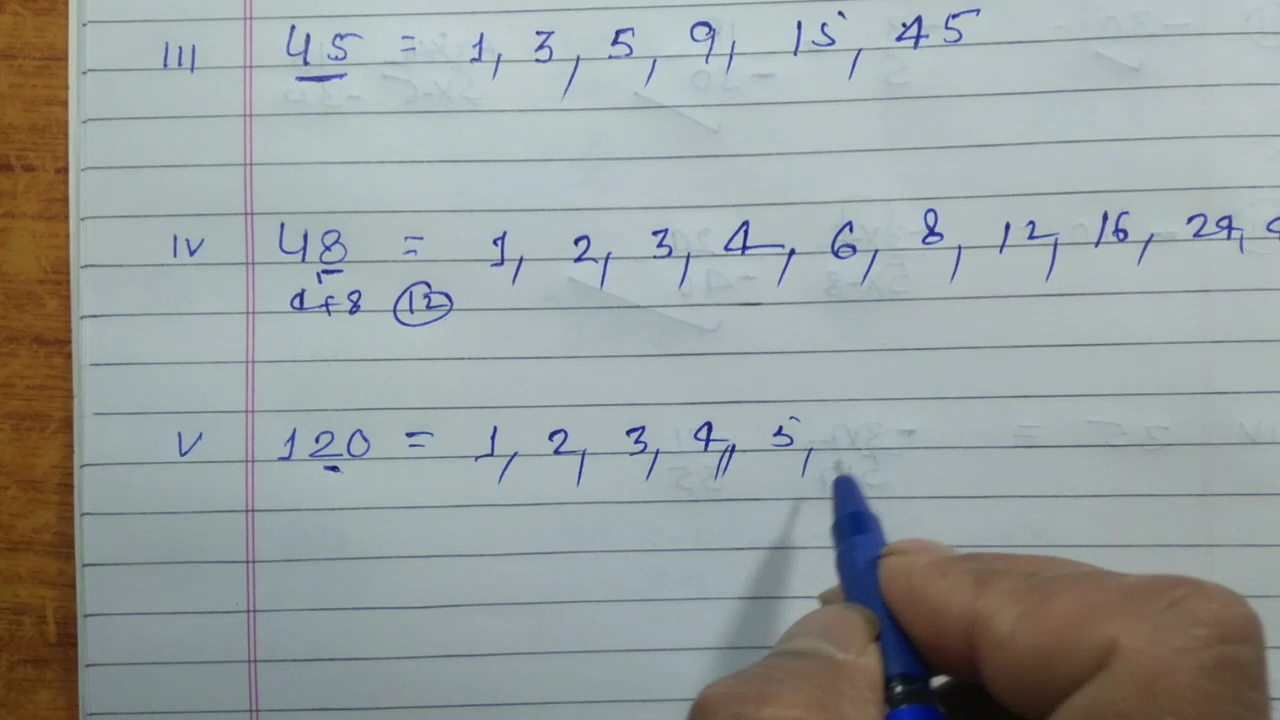 III 45 = 1, 3, 5, 9, 15, 45
IV 48 = 1, 2, 3, 4, 6, 8, 12, 16, 24,
4+8 12
V 120 = 1, 2, 3, 4, 5,